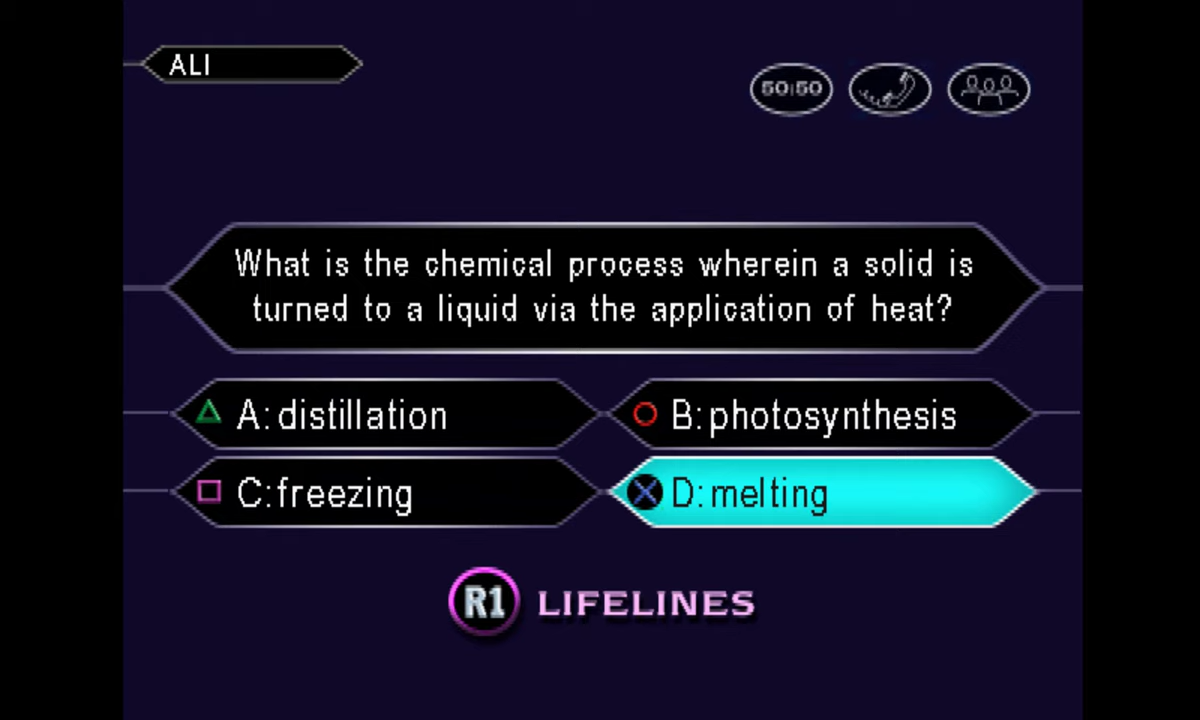 ALI
50:50
What is the chemical process wherein a solid is
turned to a liquid via the application of heat?
A: distillation
B: photosynthesis
C: freezing
D: melting
R1 LIFELINES